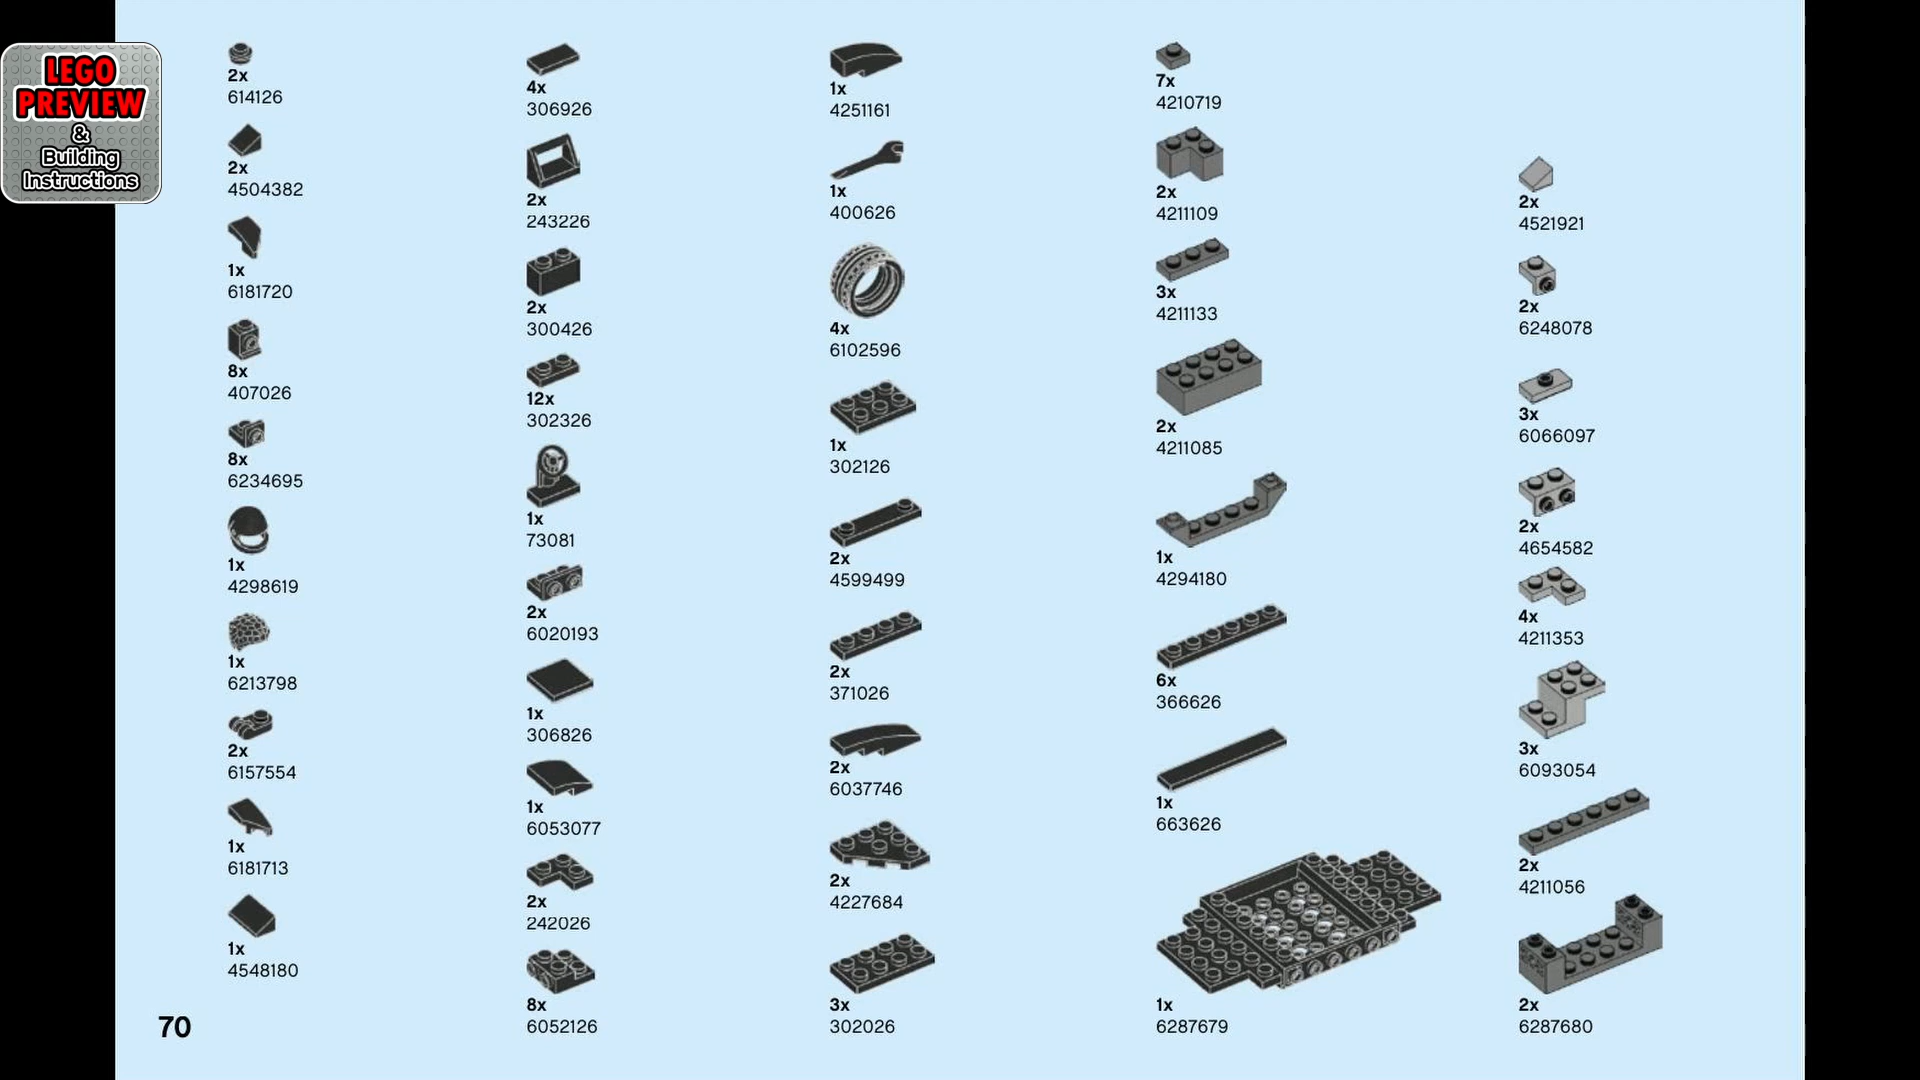 LEGO
PREVIEW
&
Building
Instructions
2x
614126
2x
4504382
1x
6181720
8x
407026
8x
6234695
1x
4298619
1x
6213798
2x
6157554
1x
6181713
1x
4548180
4x
306926
2x
243226
2x
300426
12x
302326
1x
73081
2x
6020193
1x
306826
1x
6053077
2x
242026
8x
6052126
1x
4251161
1x
400626
4x
6102596
1x
302126
2x
4599499
2x
371026
2x
6037746
2x
4227684
3x
302026
7x
4210719
2x
4211109
3x
4211133
2x
4211085
1x
4294180
6x
366626
1x
663626
1x
6287679
2x
4521921
2x
6248078
3x
6066097
2x
4654582
4x
4211353
3x
6093054
2x
4211056
2x
6287680
70